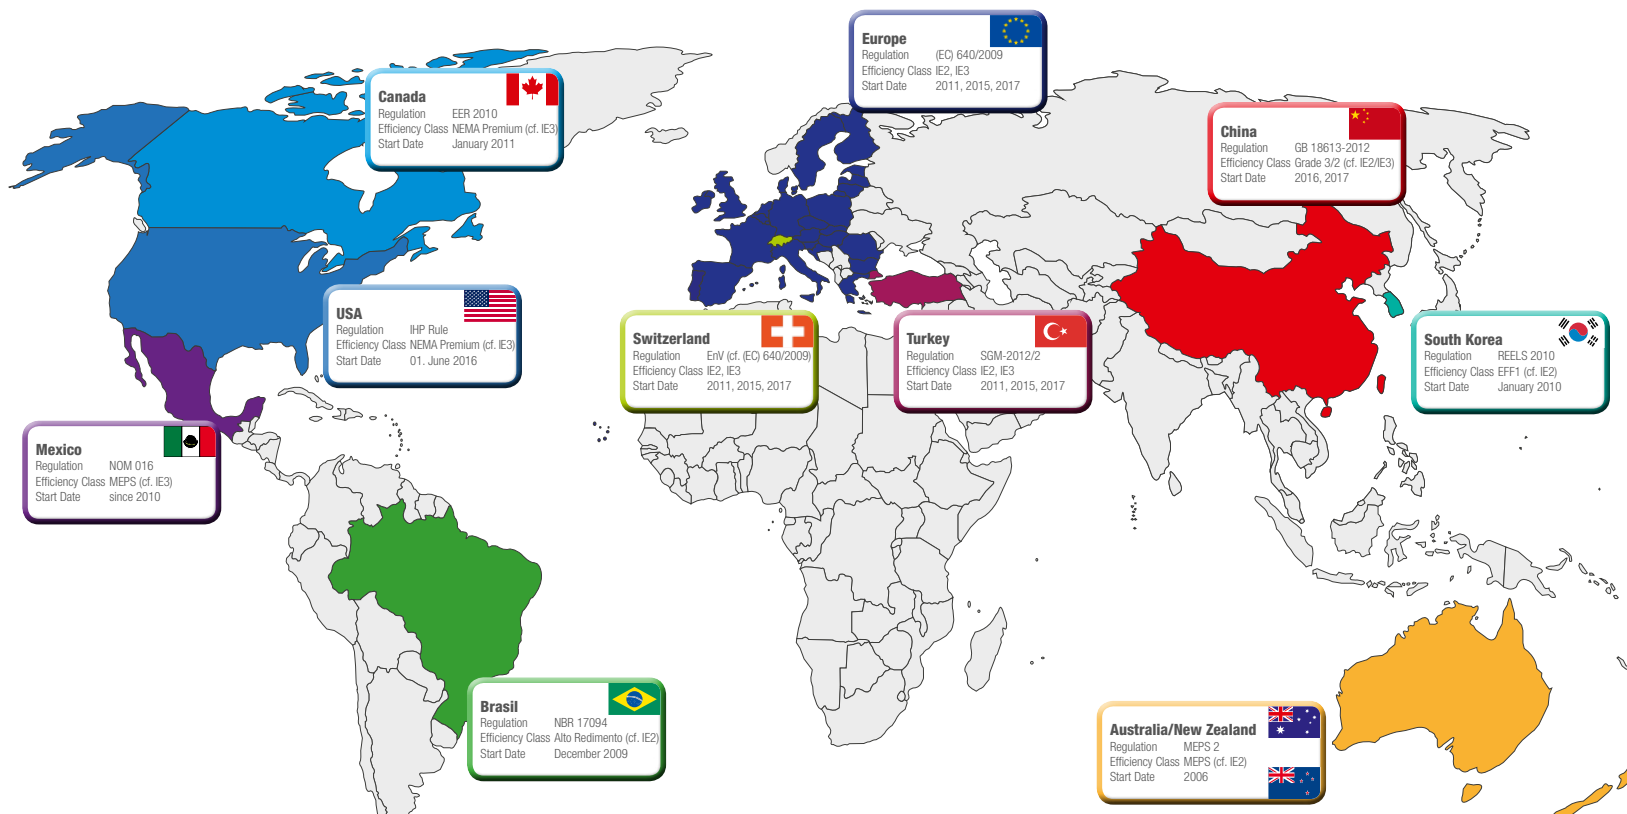 Europe
Regulation (EC) 640/2009
Efficiency Class IE2, IE3
Start Date 2011, 2015, 2017
Canada
Regulation EER 2010
Efficiency Class NEMA Premium (cf. IE3)
Start Date January 2011
China
Regulation GB 18613-2012
Efficiency Class Grade 3/2 (cf. IE2/IE3)
Start Date 2016, 2017
USA
Regulation IHP Rule
Efficiency Class NEMA Premium (cf. IE3)
Start Date 01. June 2016
Switzerland
Regulation EnV (cf. (EC) 640/2009)
Efficiency Class IE2, IE3
Start Date 2011, 2015, 2017
Turkey
Regulation SGM-2012/2
Efficiency Class IE2, IE3
Start Date 2011, 2015, 2017
South Korea
Regulation REELS 2010
Efficiency Class EFF1 (cf. IE2)
Start Date January 2010
Mexico
Regulation NOM 016
Efficiency Class MEPS (cf. IE3)
Start Date since 2010
Brasil
Regulation NBR 17094
Efficiency Class Alto Redimento (cf. IE2)
Start Date December 2009
Australia/New Zealand
Regulation MEPS 2
Efficiency Class MEPS (cf. IE2)
Start Date 2006